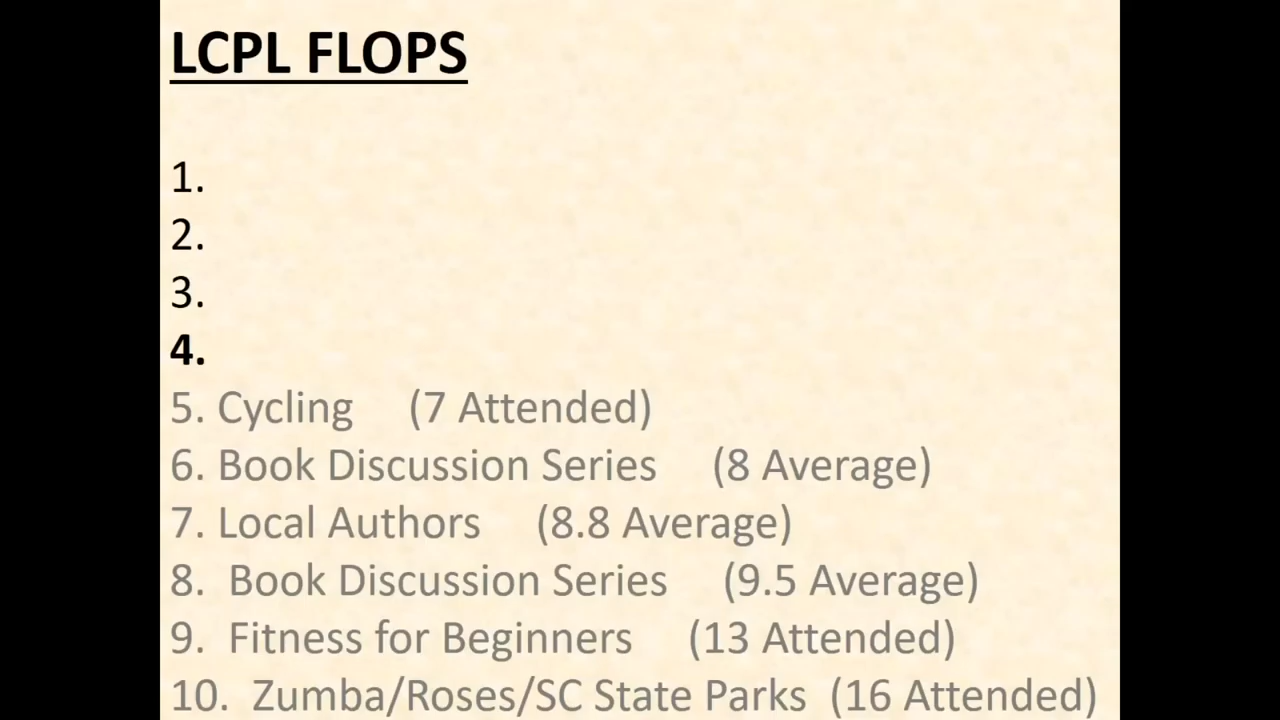 LCPL FLOPS
1.
2.
3.
4.
5. Cycling (7 Attended)
6. Book Discussion Series (8 Average)
7. Local Authors (8.8 Average)
8. Book Discussion Series (9.5 Average)
9. Fitness for Beginners (13 Attended)
10. Zumba/Roses/SC State Parks (16 Attended)